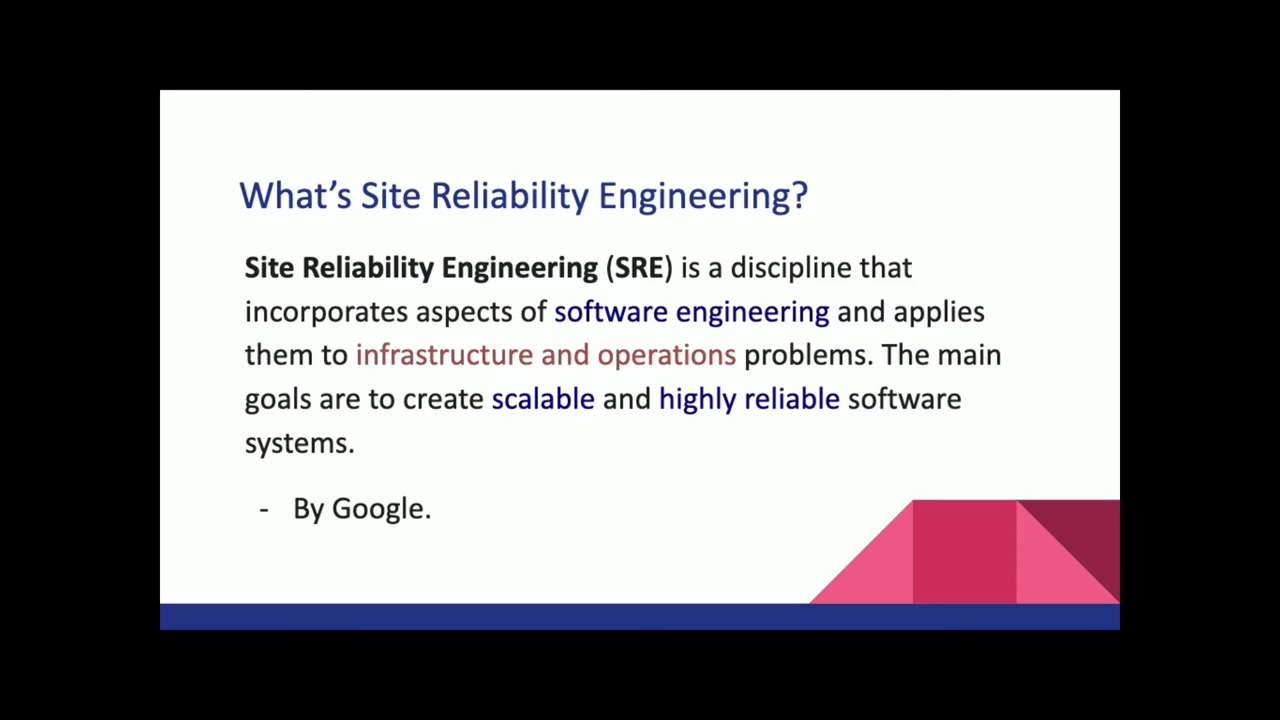 What’s Site Reliability Engineering?
Site Reliability Engineering (SRE) is a discipline that
incorporates aspects of software engineering and applies
them to infrastructure and operations problems. The main
goals are to create scalable and highly reliable software
systems.
- By Google.